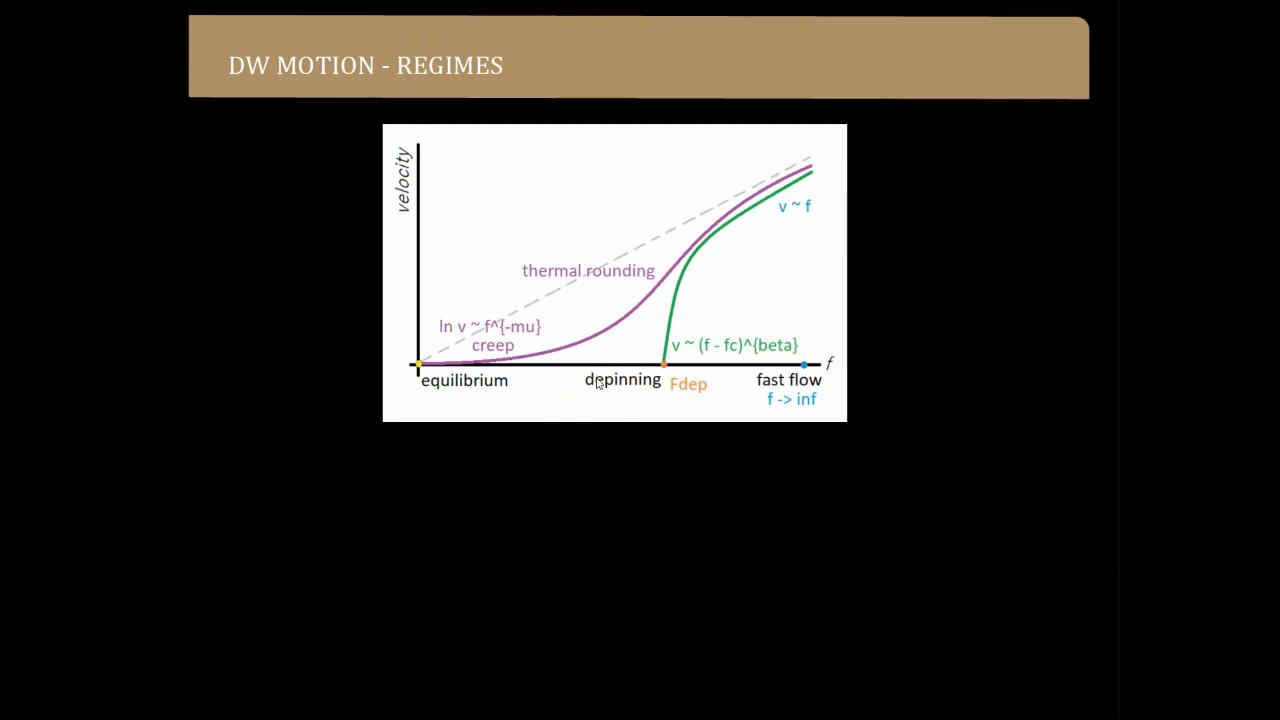 DW MOTION - REGIMES
velocity
v ~ f
thermal rounding
ln v ~ f^{-mu}
creep
v ~ (f - fc)^{beta}
f
equilibrium
depinning
Fdep
fast flow
f -> inf